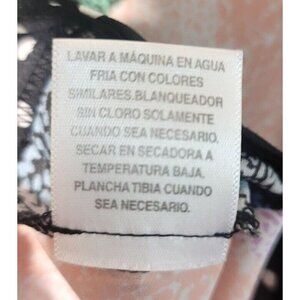 LAVAR A MÁQUINA EN AGUA
FRIA CON COLORES
SIMILARES.BLANQUEADOR
SIN CLORO SOLAMENTE
CUANDO SEA NECESARIO.
SECAR EN SECADORA A
TEMPERATURA BAJA.
PLANCHA TIBIA CUANDO
SEA NECESARIO.